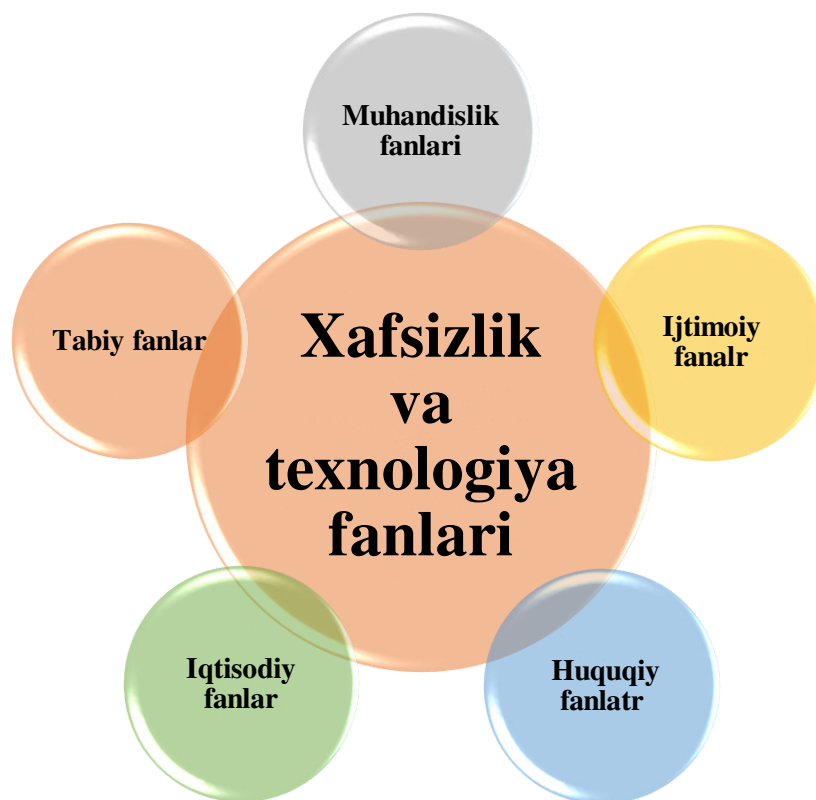 Muhandislik
fanlari
Tabiy fanlar
Xafsizlik
va
texnologiya
fanlari
Ijtimoiy
fanalr
Iqtisodiy
fanlar
Huquqiy
fanlatr